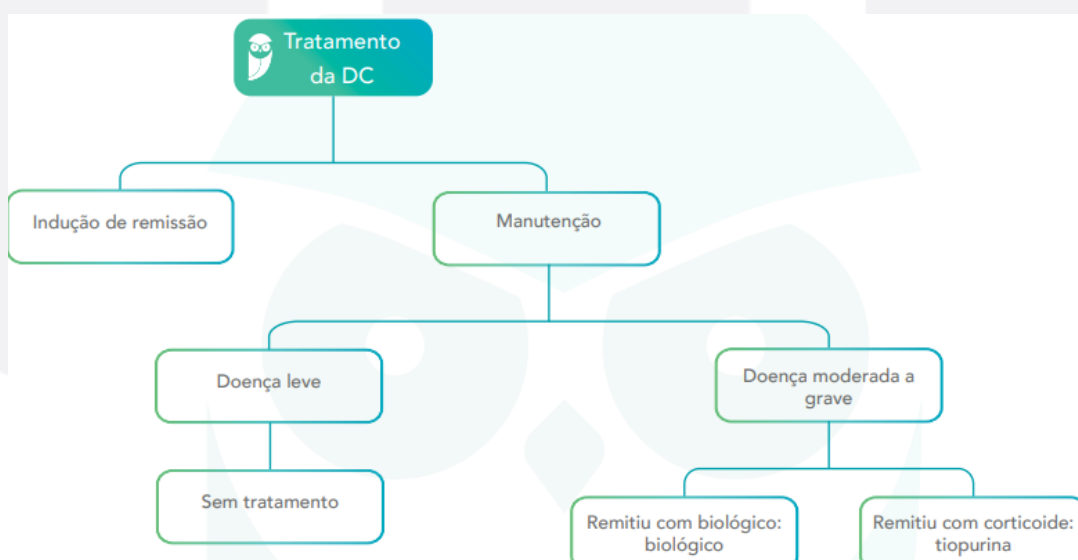 Tratamento
da DC
Indução de remissão
Manutenção
Doença leve
Doença moderada a
grave
Sem tratamento
Remitiu com biológico:
biológico
Remitiu com corticoide:
tiopurina